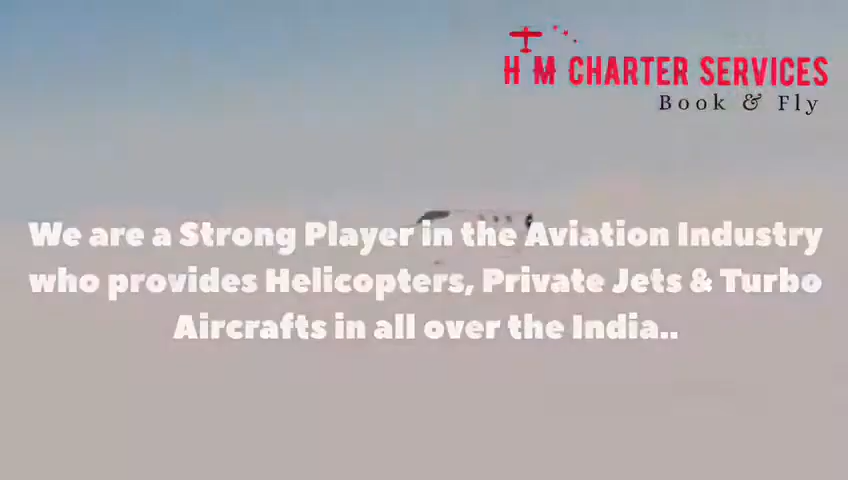 H M CHARTER SERVICES
Book & Fly
We are a Strong Player in the Aviation Industry
who provides Helicopters, Private Jets & Turbo
Aircrafts in all over the India..